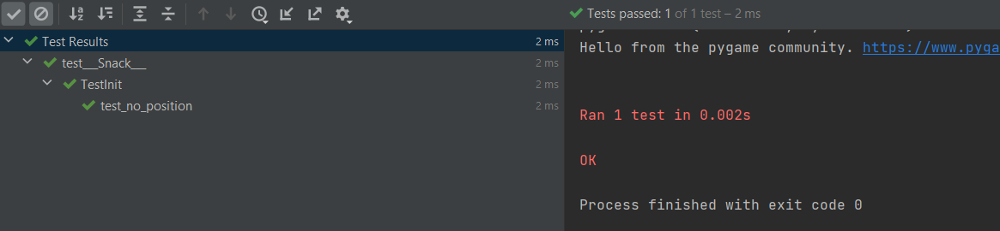 Tests passed: 1 of 1 test – 2 ms
Test Results 2 ms
test__Snack__ 2 ms
TestInit 2 ms
test_no_position 2 ms
Hello from the pygame community. https://www.pyga
Ran 1 test in 0.002s
OK
Process finished with exit code 0